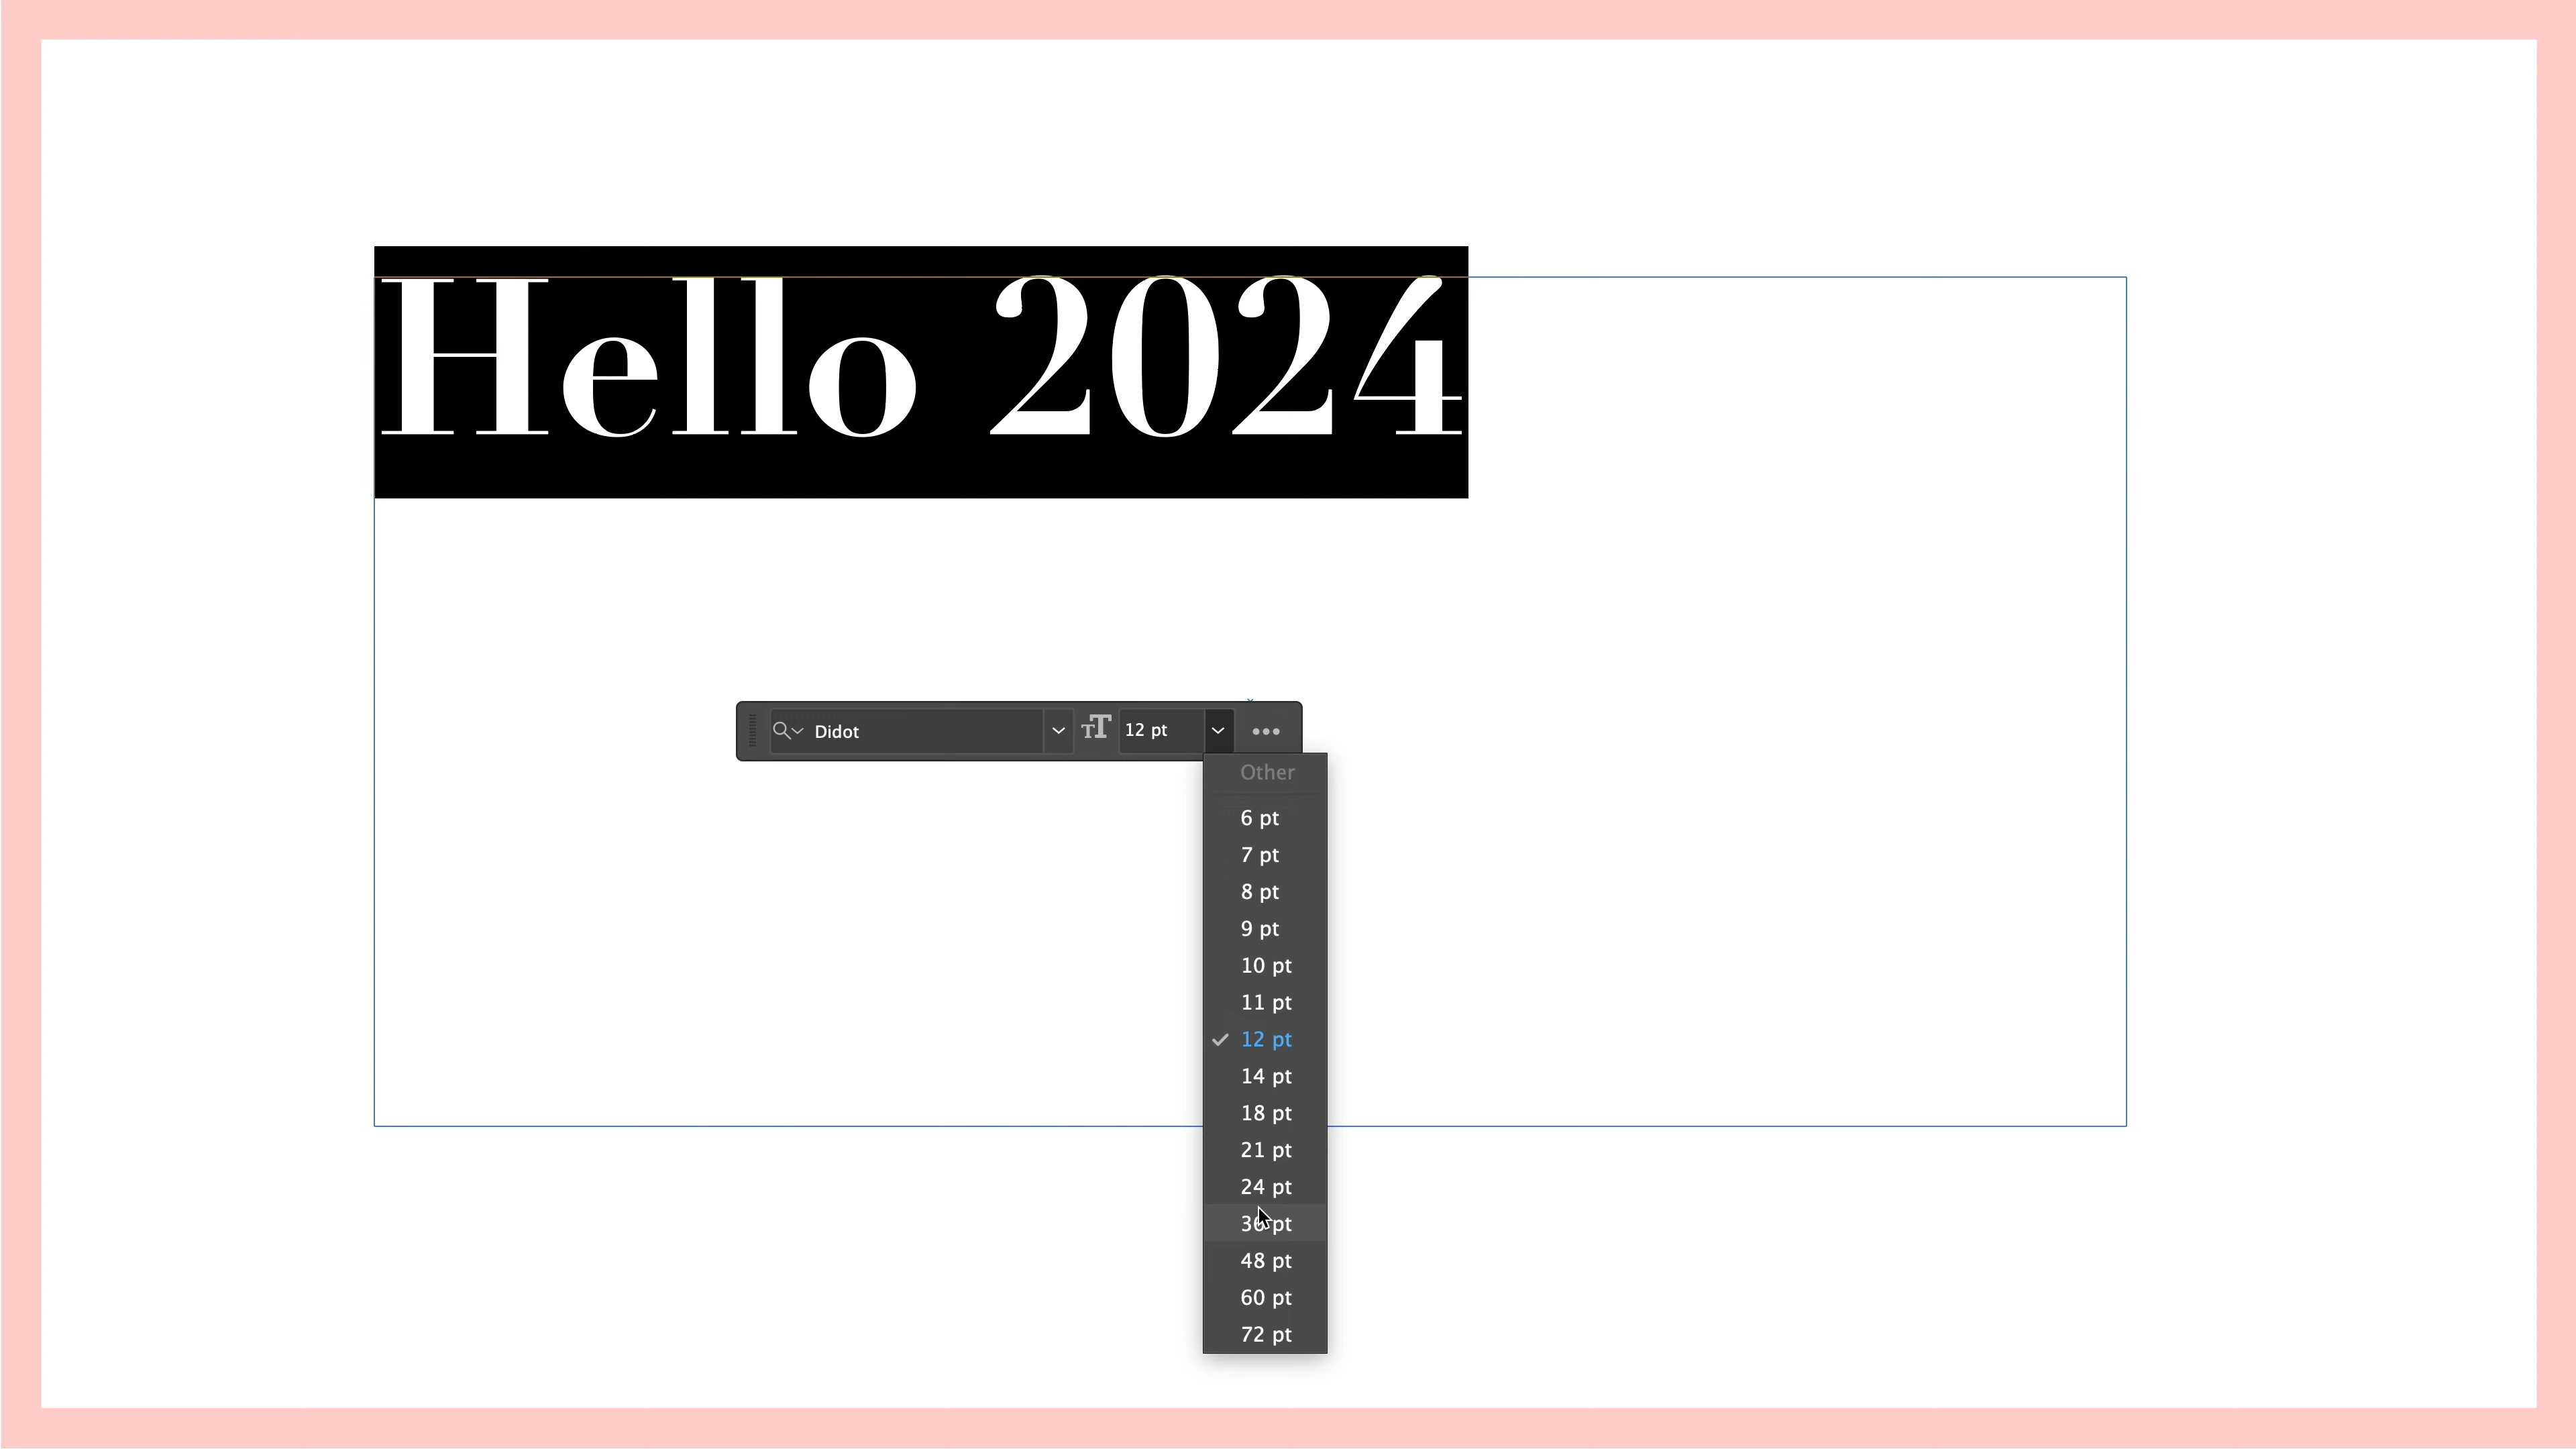 Hello 2024
Didot
12 pt
Other
6 pt
7 pt
8 pt
9 pt
10 pt
11 pt
12 pt
14 pt
18 pt
21 pt
24 pt
36 pt
48 pt
60 pt
72 pt